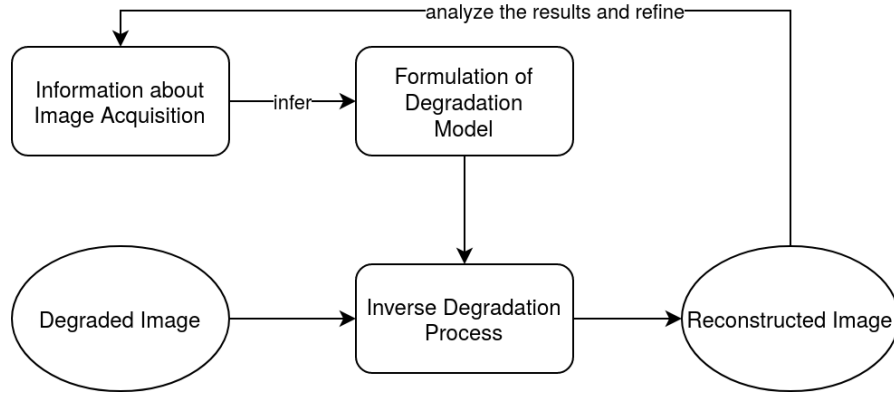 analyze the results and refine
Information about
Image Acquisition
infer
Formulation of
Degradation
Model
Degraded Image
Inverse Degradation
Process
Reconstructed Image